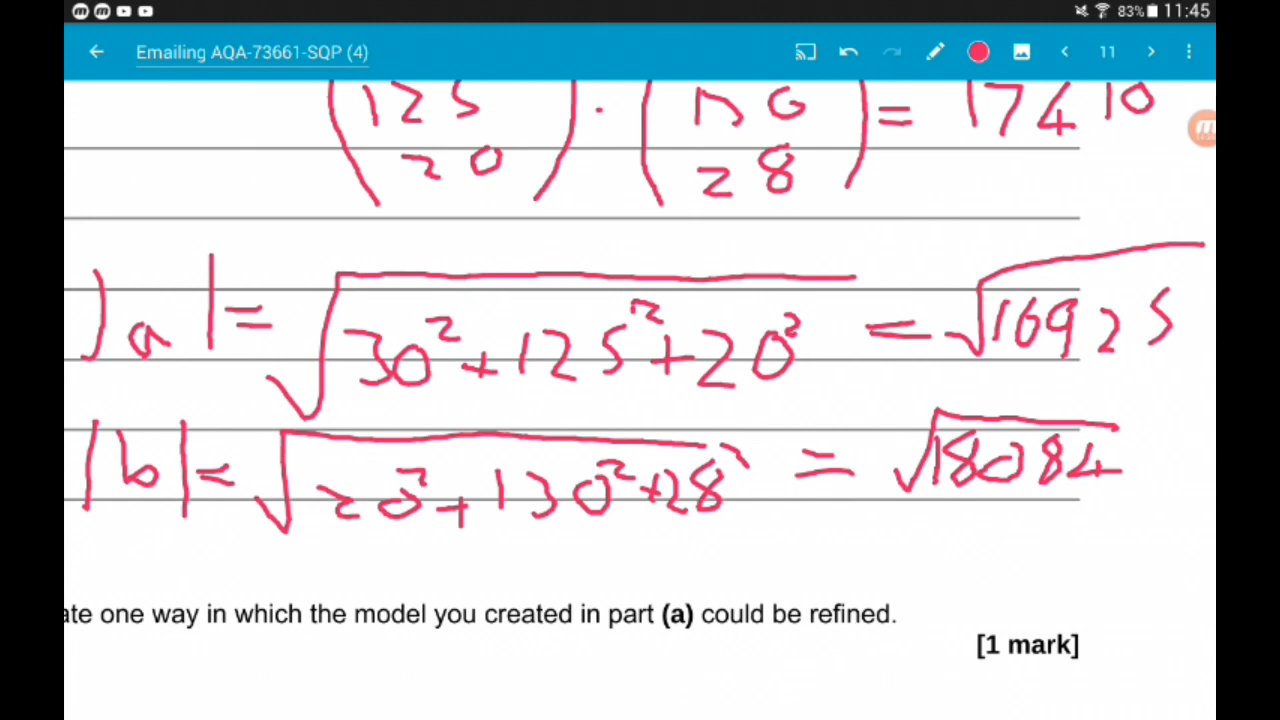 83% 11:45
Emailing AQA-73661-SQP (4) 11
(125 20) · (130 28) = 17410
|a| = √30² + 125² + 20² = √16925
|b| = √20² + 130² + 28² = √18084
ate one way in which the model you created in part (a) could be refined.
[1 mark]